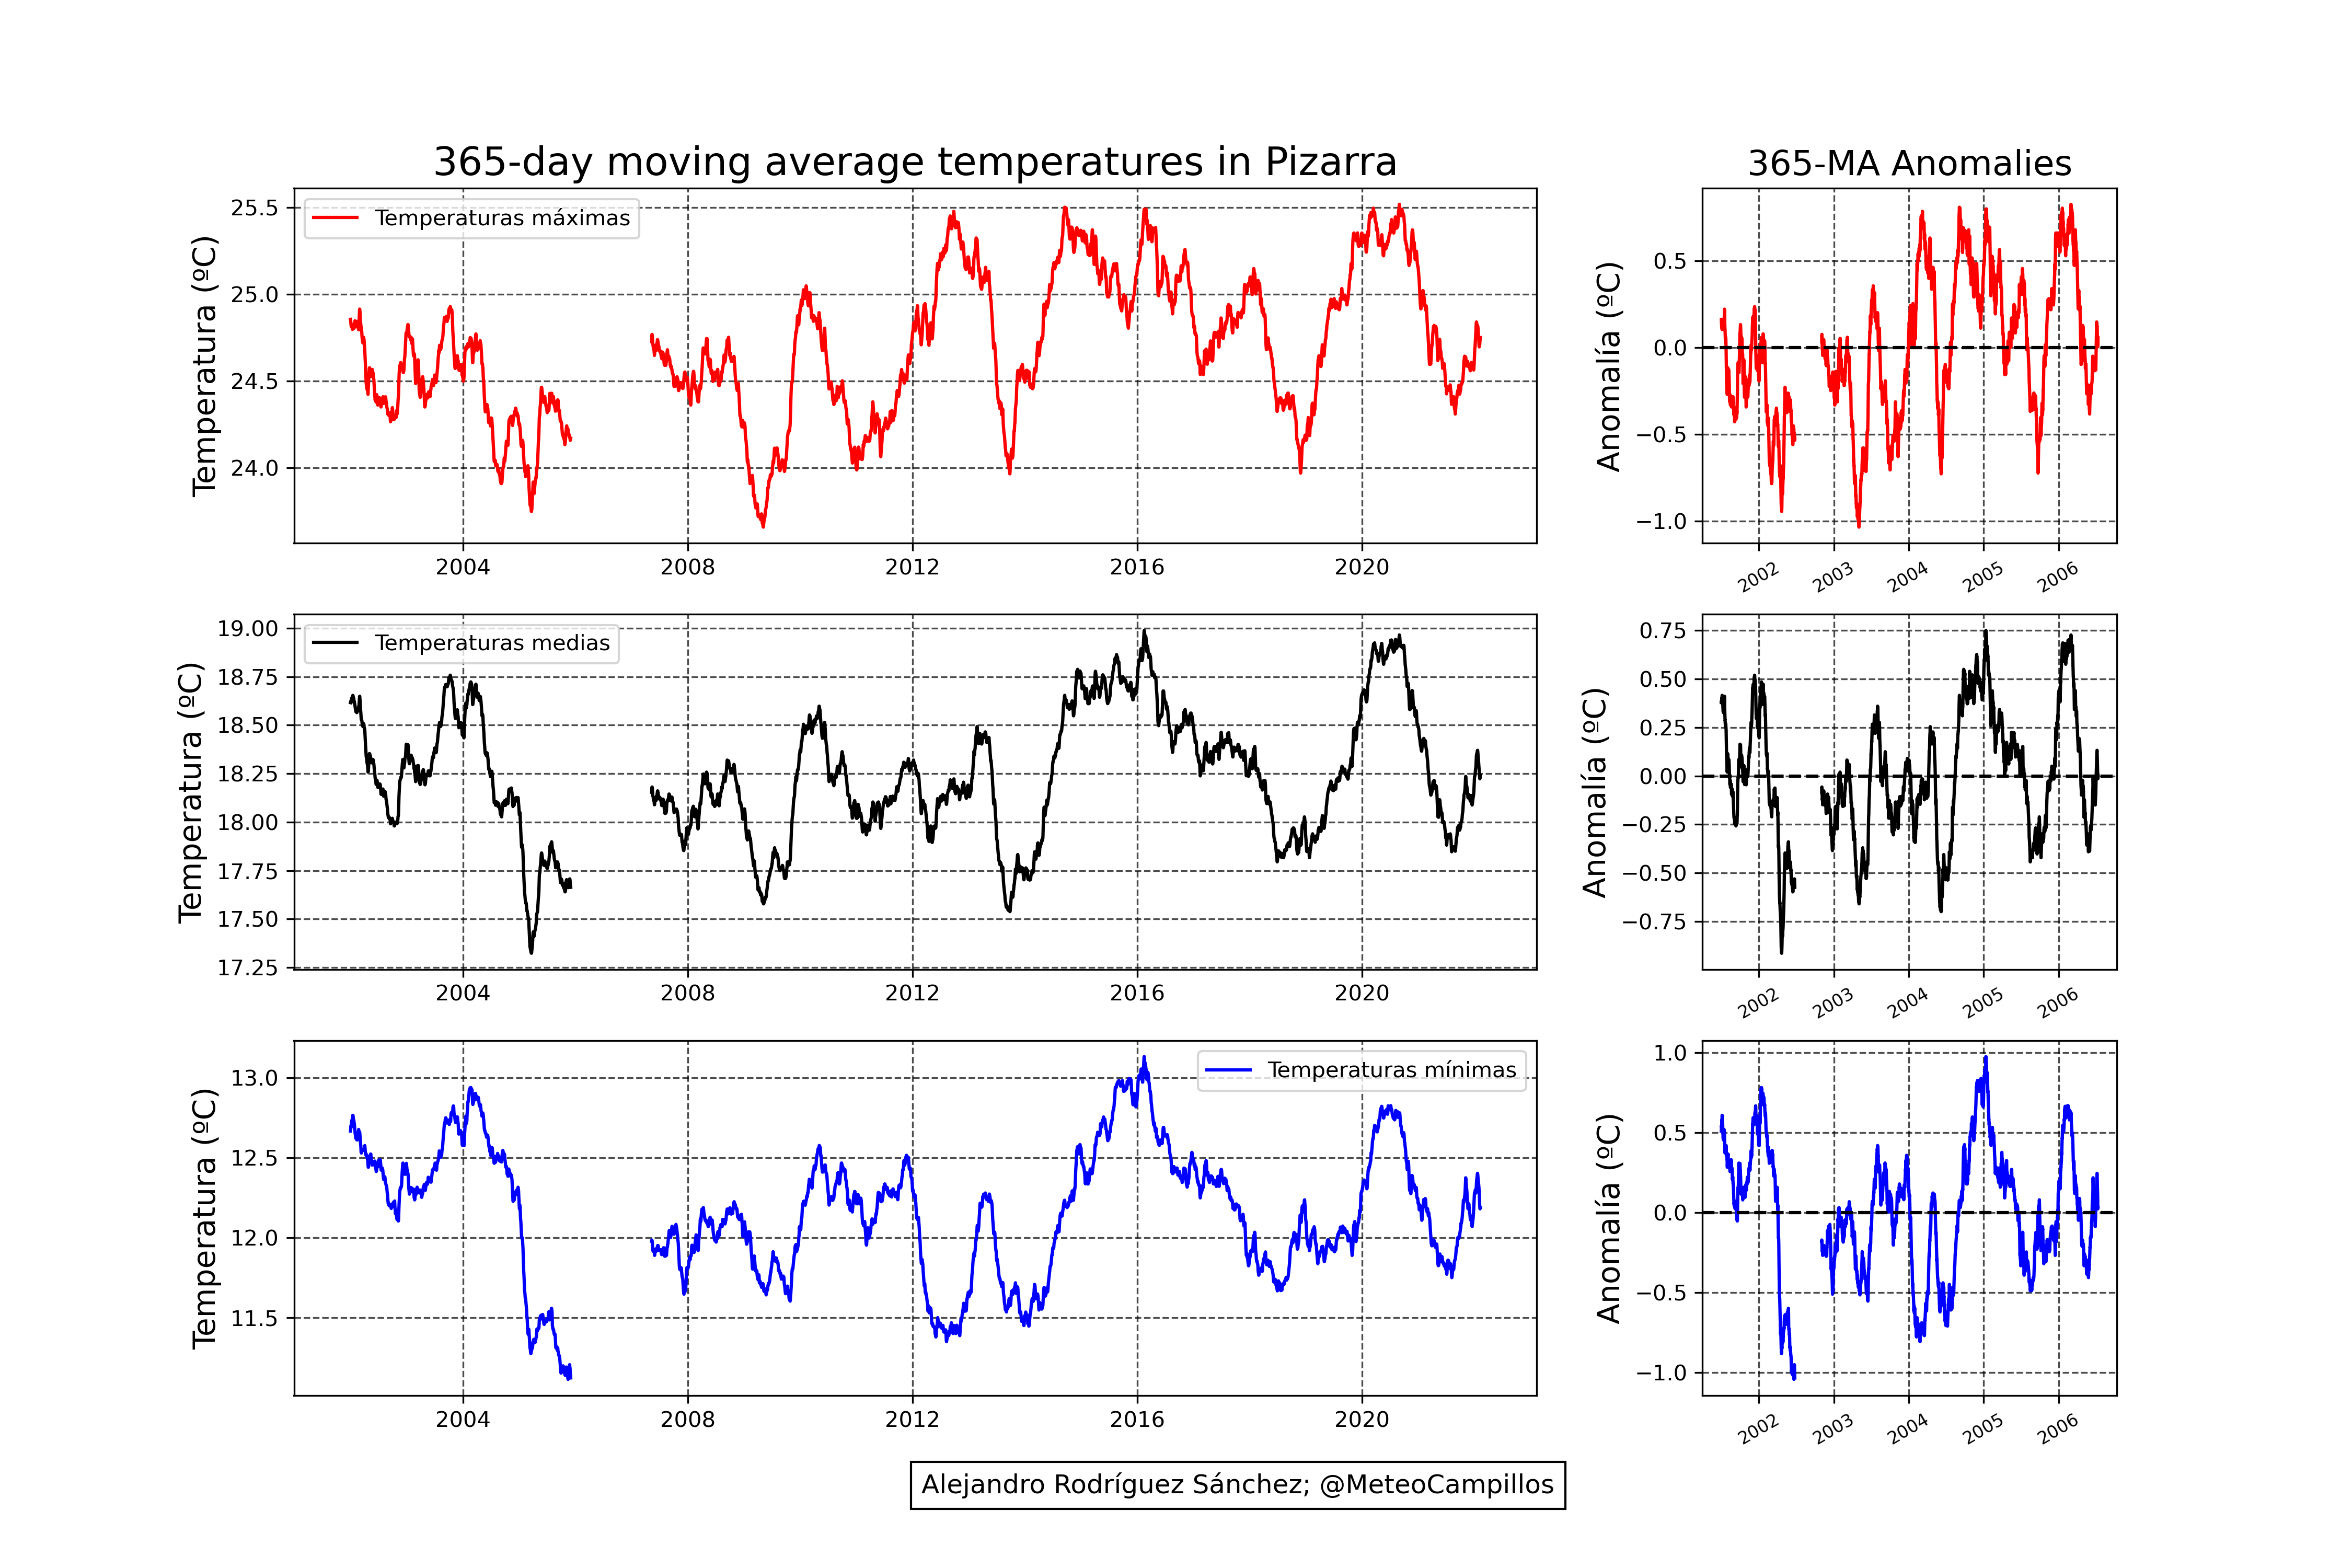 365-day moving average temperatures in Pizarra
Temperatura (ºC)
25.5
25.0
24.5
24.0
Temperaturas máximas
2004 2008 2012 2016 2020
365-MA Anomalies
Anomalía (ºC)
0.5
0.0
−0.5
−1.0
2002 2003 2004 2005 2006
Temperatura (ºC)
19.00
18.75
18.50
18.25
18.00
17.75
17.50
17.25
Temperaturas medias
2004 2008 2012 2016 2020
Anomalía (ºC)
0.75
0.50
0.25
0.00
−0.25
−0.50
−0.75
2002 2003 2004 2005 2006
Temperatura (ºC)
13.0
12.5
12.0
11.5
Temperaturas mínimas
2004 2008 2012 2016 2020
Anomalía (ºC)
1.0
0.5
0.0
−0.5
−1.0
2002 2003 2004 2005 2006
Alejandro Rodríguez Sánchez; @MeteoCampillos